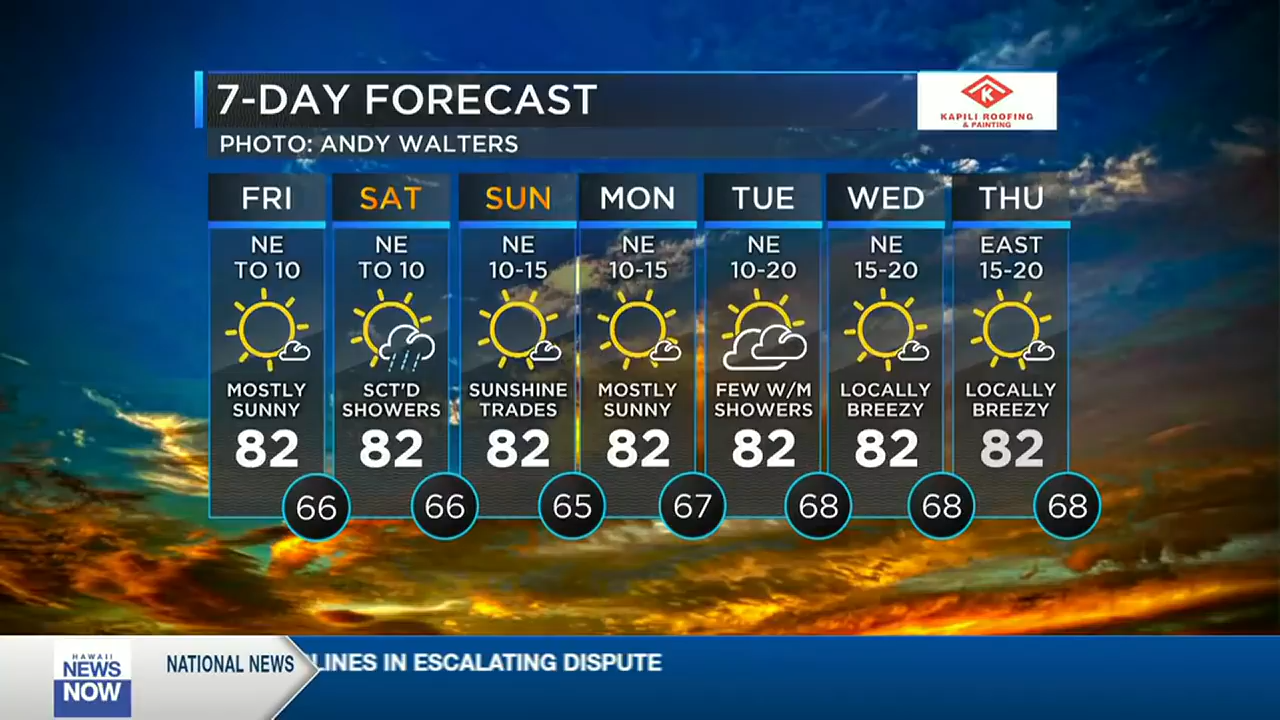 7-DAY FORECAST
PHOTO: ANDY WALTERS
K
KAPILI ROOFING
& PAINTING
FRI
SAT
SUN
MON
TUE
WED
THU
NE
TO 10
MOSTLY
SUNNY
82
66
NE
TO 10
SCT'D
SHOWERS
82
66
NE
10-15
SUNSHINE
TRADES
82
65
NE
10-15
MOSTLY
SUNNY
82
67
NE
10-20
FEW W/M
SHOWERS
82
68
NE
15-20
LOCALLY
BREEZY
82
68
EAST
15-20
LOCALLY
BREEZY
82
68
HAWAII
NEWS
NOW
NATIONAL NEWS
LINES IN ESCALATING DISPUTE